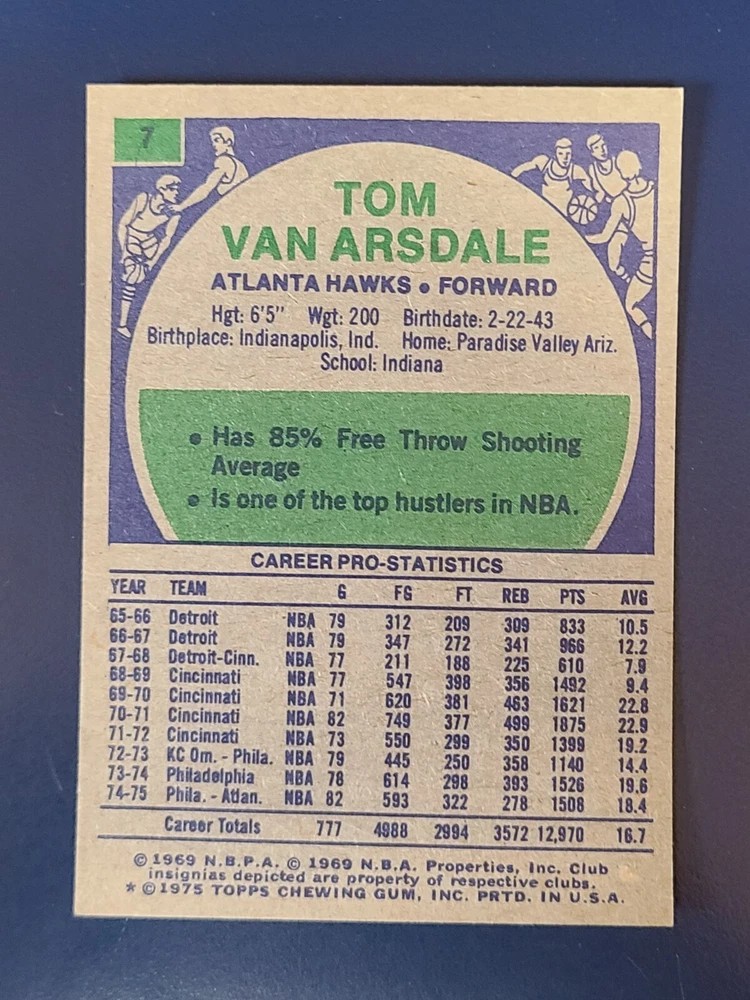 7
TOM
VAN ARSDALE
ATLANTA HAWKS • FORWARD
Hgt: 6'5" Wgt: 200 Birthdate: 2-22-43
Birthplace: Indianapolis, Ind. Home: Paradise Valley Ariz.
School: Indiana
• Has 85% Free Throw Shooting
Average
• Is one of the top hustlers in NBA.
CAREER PRO-STATISTICS
YEAR TEAM G FG FT REB PTS AVG
65-66 Detroit NBA 79 312 209 309 833 10.5
66-67 Detroit NBA 79 347 272 341 966 12.2
67-68 Detroit-Cinn. NBA 77 211 188 225 610 7.9
68-69 Cincinnati NBA 77 547 398 356 1492 9.4
69-70 Cincinnati NBA 71 620 381 463 1621 22.8
70-71 Cincinnati NBA 82 749 377 499 1875 22.9
71-72 Cincinnati NBA 73 550 299 350 1399 19.2
72-73 KC Om. - Phila. NBA 79 445 250 358 1140 14.4
73-74 Philadelphia NBA 78 614 298 393 1526 19.6
74-75 Phila. - Atlan. NBA 82 593 322 278 1508 18.4
Career Totals 777 4988 2994 3572 12,970 16.7
© 1969 N.B.P.A. © 1969 N.B.A. Properties, Inc. Club
insignias depicted are property of respective clubs.
* © 1975 TOPPS CHEWING GUM, INC. PRTD. IN U.S.A.